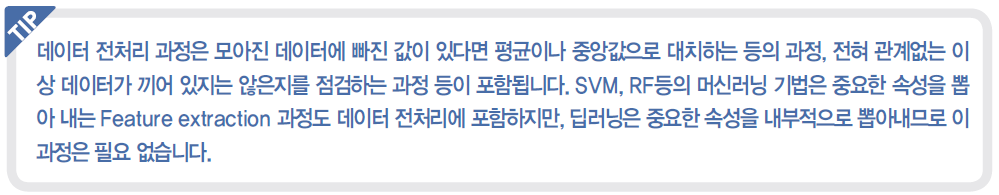 TIP
데이터 전처리 과정은 모아진 데이터에 빠진 값이 있다면 평균이나 중앙값으로 대치하는 등의 과정, 전혀 관계없는 이
상 데이터가 끼어 있지는 않은지를 점검하는 과정 등이 포함됩니다. SVM, RF등의 머신러닝 기법은 중요한 속성을 뽑
아 내는 Feature extraction 과정도 데이터 전처리에 포함하지만, 딥러닝은 중요한 속성을 내부적으로 뽑아내므로 이
과정은 필요 없습니다.